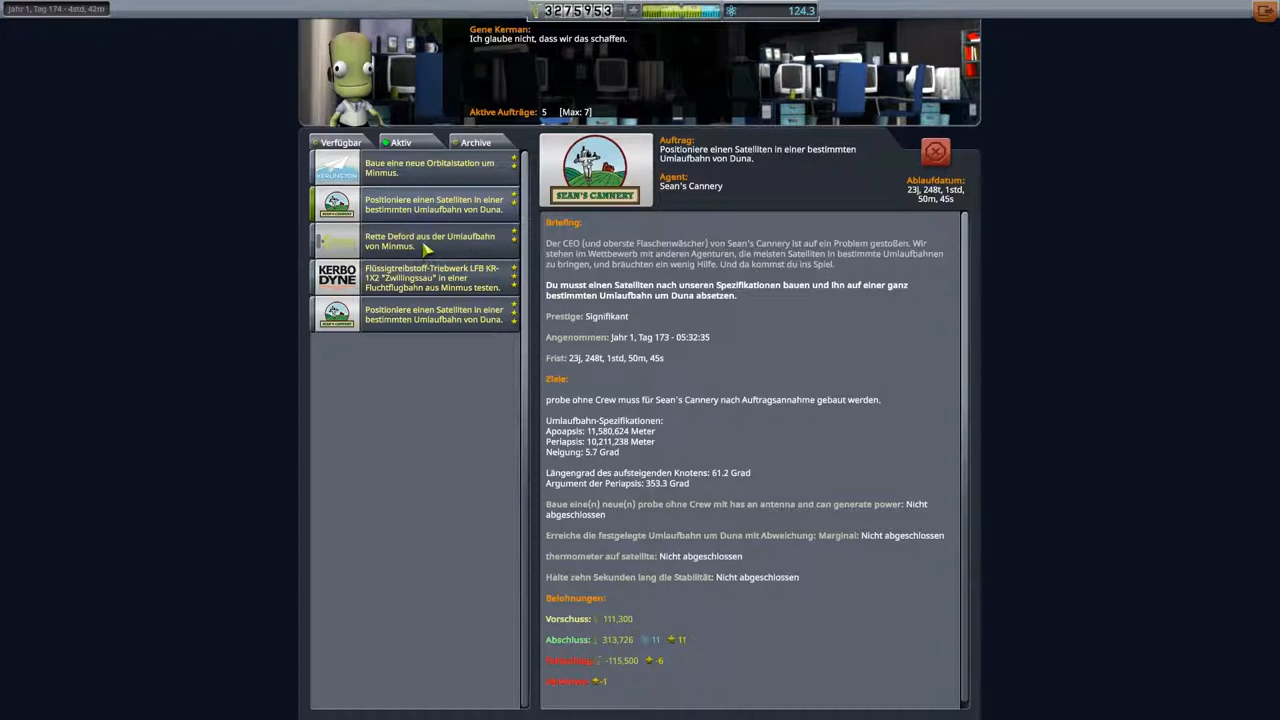 Jahr 1, Tag 174 - 4std, 42m
3275953
124.3
Gene Kerman:
Ich glaube nicht, dass wir das schaffen.
Aktive Aufträge: 5 [Max: 7]
Verfügbar
Aktiv
Archive
KERLINGTON
Baue eine neue Orbitalstation um
Minmus.
SEAN'S CANNERY
Positioniere einen Satelliten in einer
bestimmten Umlaufbahn von Duna.
Rette Deford aus der Umlaufbahn
von Minmus.
KERBO
DYNE
Flüssigtreibstoff-Triebwerk LFB KR-
1X2 "Zwillingssau" in einer
Fluchtflugbahn aus Minmus testen.
SEAN'S CANNERY
Positioniere einen Satelliten in einer
bestimmten Umlaufbahn von Duna.
SEAN'S CANNERY
Auftrag:
Positioniere einen Satelliten in einer bestimmten
Umlaufbahn von Duna.
Agent:
Sean's Cannery
Ablaufdatum:
23j, 248t, 1std,
50m, 45s
Briefing:
Der CEO (und oberste Flaschenwäscher) von Sean's Cannery ist auf ein Problem gestoßen. Wir
stehen im Wettbewerb mit anderen Agenturen, die meisten Satelliten in bestimmte Umlaufbahnen
zu bringen, und bräuchten ein wenig Hilfe. Und da kommst du ins Spiel.
Du musst einen Satelliten nach unseren Spezifikationen bauen und ihn auf einer ganz
bestimmten Umlaufbahn um Duna absetzen.
Prestige: Signifikant
Angenommen: Jahr 1, Tag 173 - 05:32:35
Frist: 23j, 248t, 1std, 50m, 45s
Ziele:
probe ohne Crew muss für Sean's Cannery nach Auftragsannahme gebaut werden.
Umlaufbahn-Spezifikationen:
Apoapsis: 11,580,624 Meter
Periapsis: 10,211,238 Meter
Neigung: 5.7 Grad
Längengrad des aufsteigenden Knotens: 61.2 Grad
Argument der Periapsis: 353.3 Grad
Baue eine(n) neue(n) probe ohne Crew mit has an antenna and can generate power: Nicht
abgeschlossen
Erreiche die festgelegte Umlaufbahn um Duna mit Abweichung: Marginal: Nicht abgeschlossen
thermometer auf satellite: Nicht abgeschlossen
Halte zehn Sekunden lang die Stabilität: Nicht abgeschlossen
Belohnungen:
Vorschuss: 111,300
Abschluss: 313,726 11 11
-115,500 -6
-1